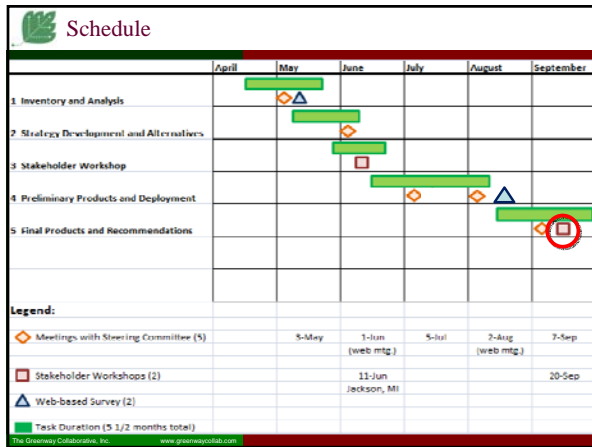 Schedule
April May June July August September
1 Inventory and Analysis
2 Strategy Development and Alternatives
3 Stakeholder Workshop
4 Preliminary Products and Deployment
5 Final Products and Recommendations
Legend:
Meetings with Steering Committee (5) 3-May 1-Jun 5-Jul 2-Aug 7-Sep
(web mtg.) (web mtg.)
Stakeholder Workshops (2) 11-Jun 20-Sep
Jackson, MI
Web-based Survey (2)
Task Duration (5 1/2 months total)
The Greenway Collaborative, Inc. www.greenwaycollab.com